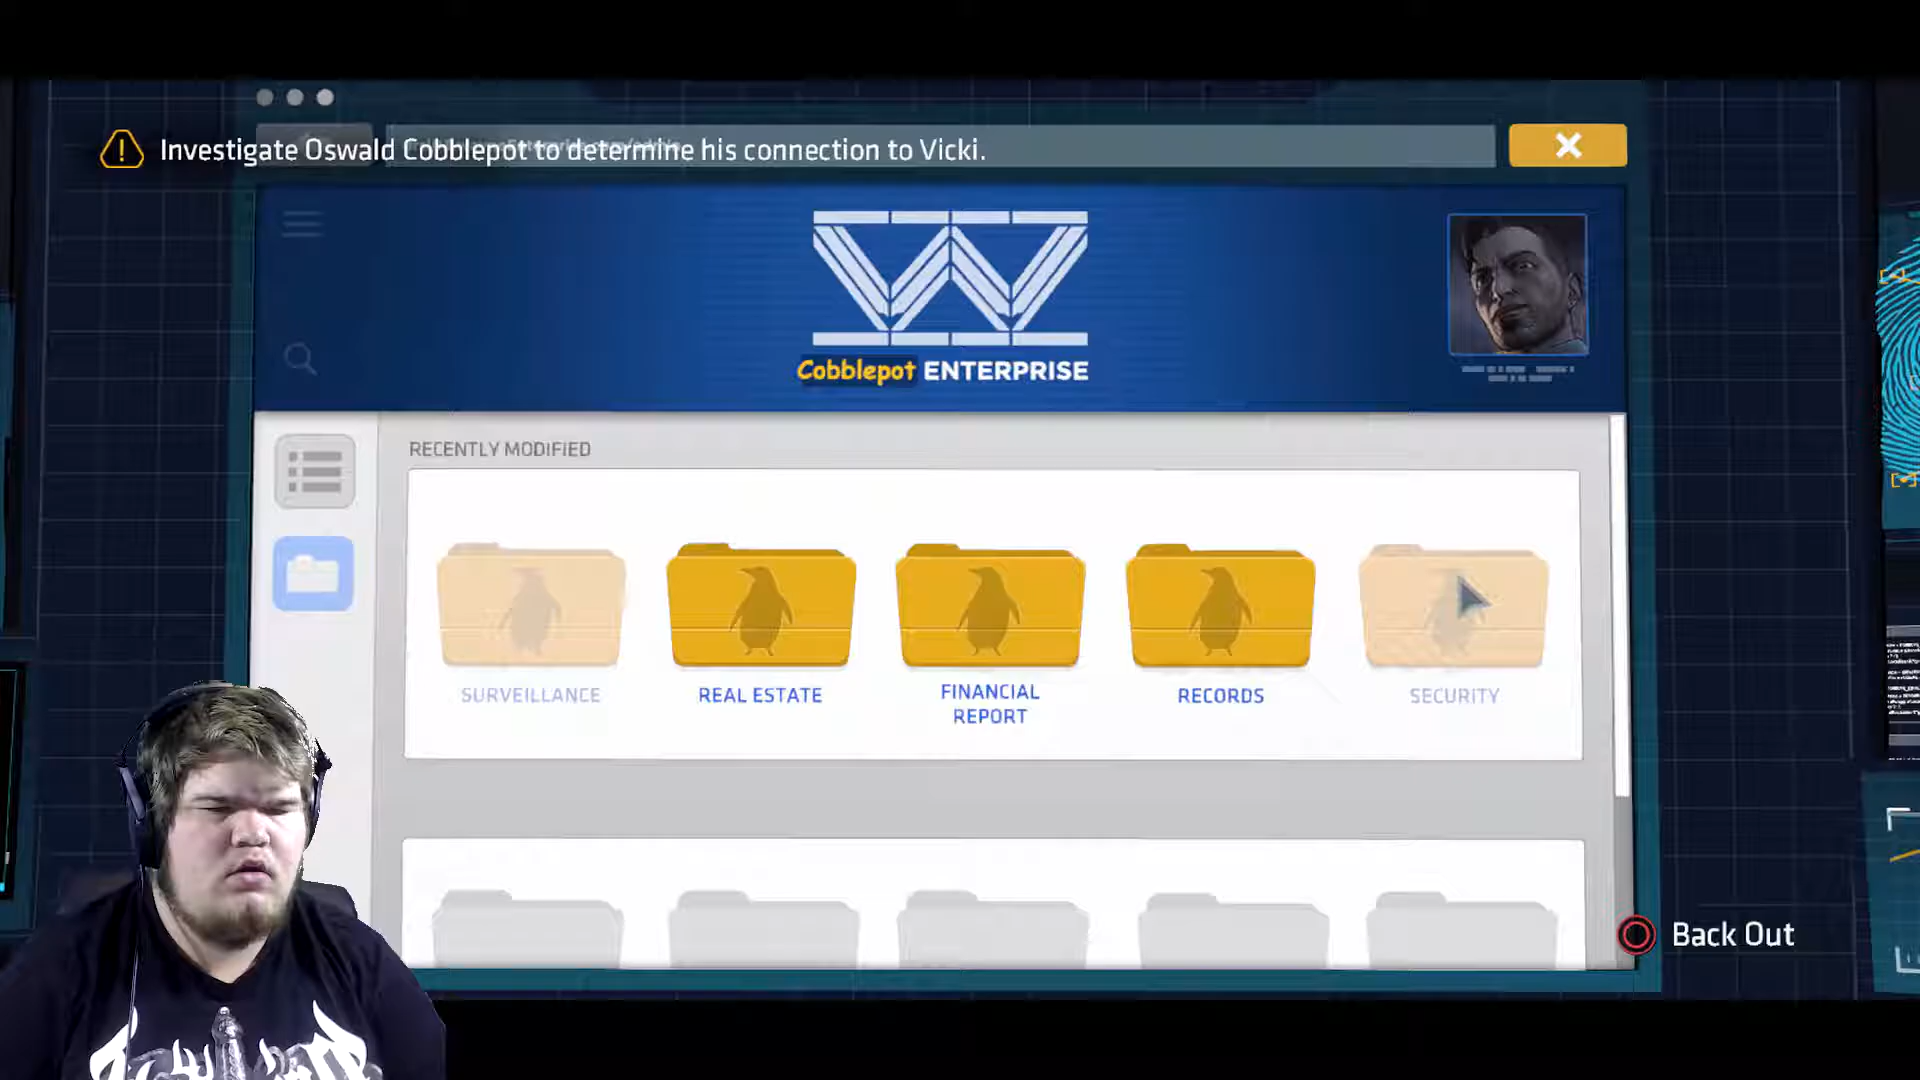 Investigate Oswald Cobblepot to determine his connection to Vicki.
Cobblepot ENTERPRISE
RECENTLY MODIFIED
SURVEILLANCE
REAL ESTATE
FINANCIAL
REPORT
RECORDS
SECURITY
Back Out